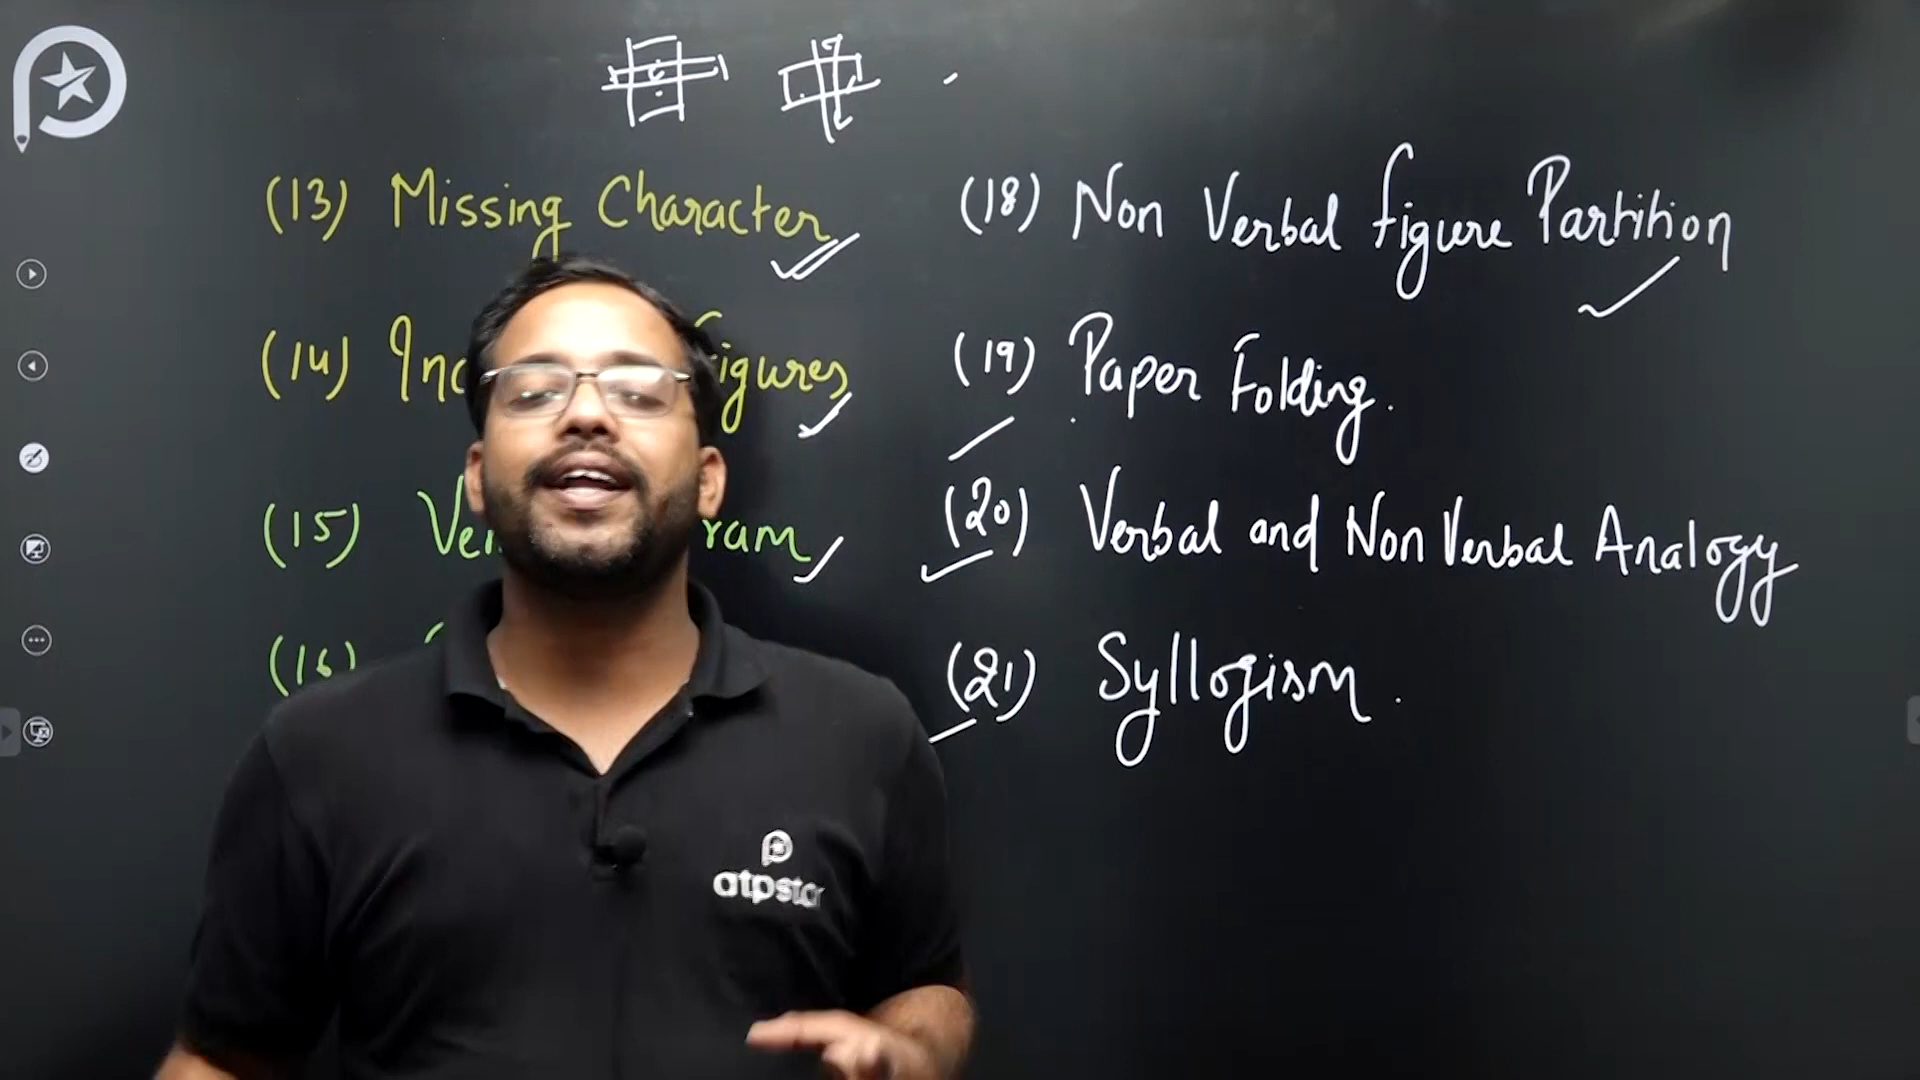 (13) Missing Character
(14)
(15)
(16)
(18) Non Verbal figure Partition
(19) Paper Folding.
(20) Verbal and Non Verbal Analogy
(21) Syllogism.
atpstar